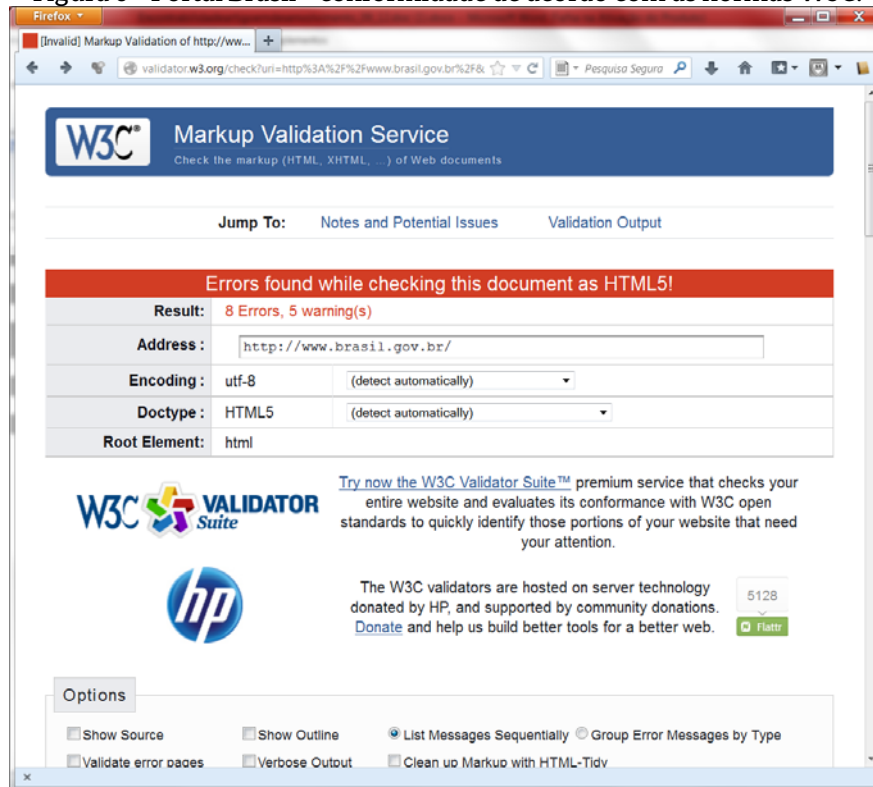 Firefox
[Invalid] Markup Validation of http://ww...
validator.w3.org/check?uri=http%3A%2F%2Fwww.brasil.gov.br%2F&
Pesquisa Segura
W3C® Markup Validation Service
Check the markup (HTML, XHTML, ...) of Web documents
Jump To: Notes and Potential Issues Validation Output
Errors found while checking this document as HTML5!
Result: 8 Errors, 5 warning(s)
Address : http://www.brasil.gov.br/
Encoding : utf-8 (detect automatically)
Doctype : HTML5 (detect automatically)
Root Element: html
W3C VALIDATOR
Suite
Try now the W3C Validator Suite™ premium service that checks your
entire website and evaluates its conformance with W3C open
standards to quickly identify those portions of your website that need
your attention.
hp
The W3C validators are hosted on server technology
donated by HP, and supported by community donations.
Donate and help us build better tools for a better web.
5128
Flattr
Options
Show Source Show Outline List Messages Sequentially Group Error Messages by Type
Validate error pages Verbose Output Clean up Markup with HTML-Tidy